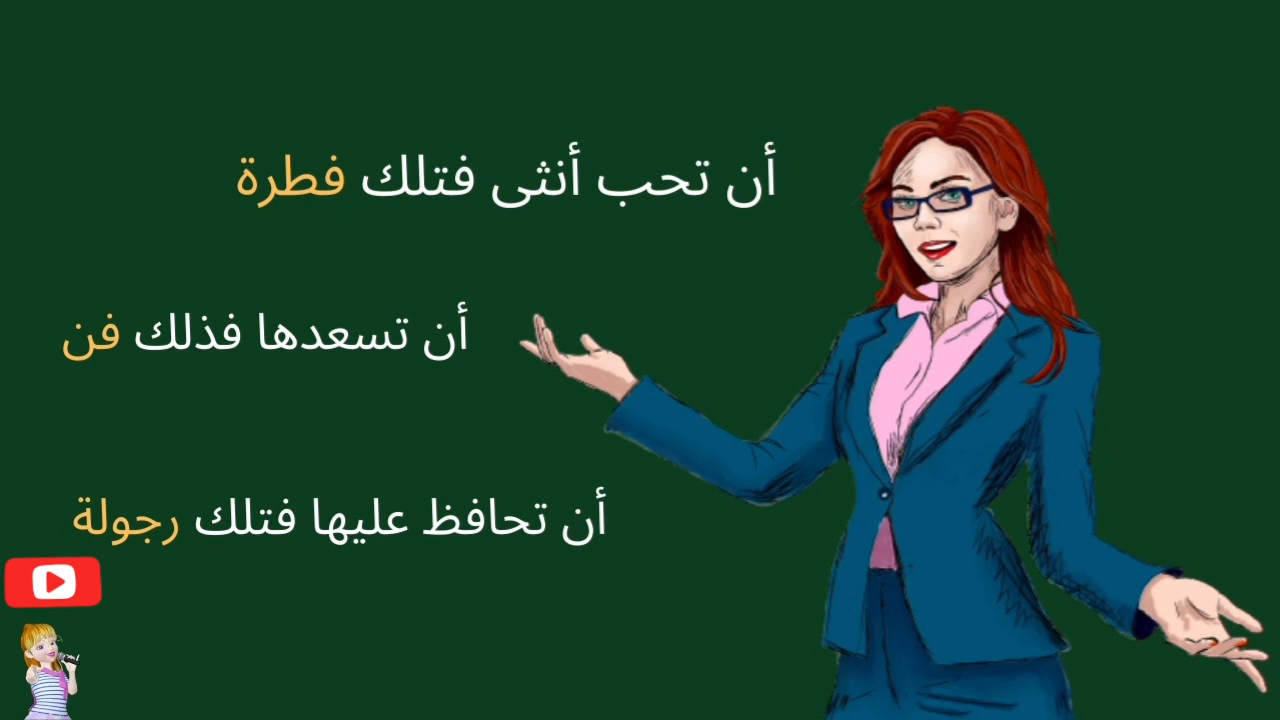 أن تحب أنثى فتلك فطرة
أن تسعدها فذلك فن
أن تحافظ عليها فتلك رجولة